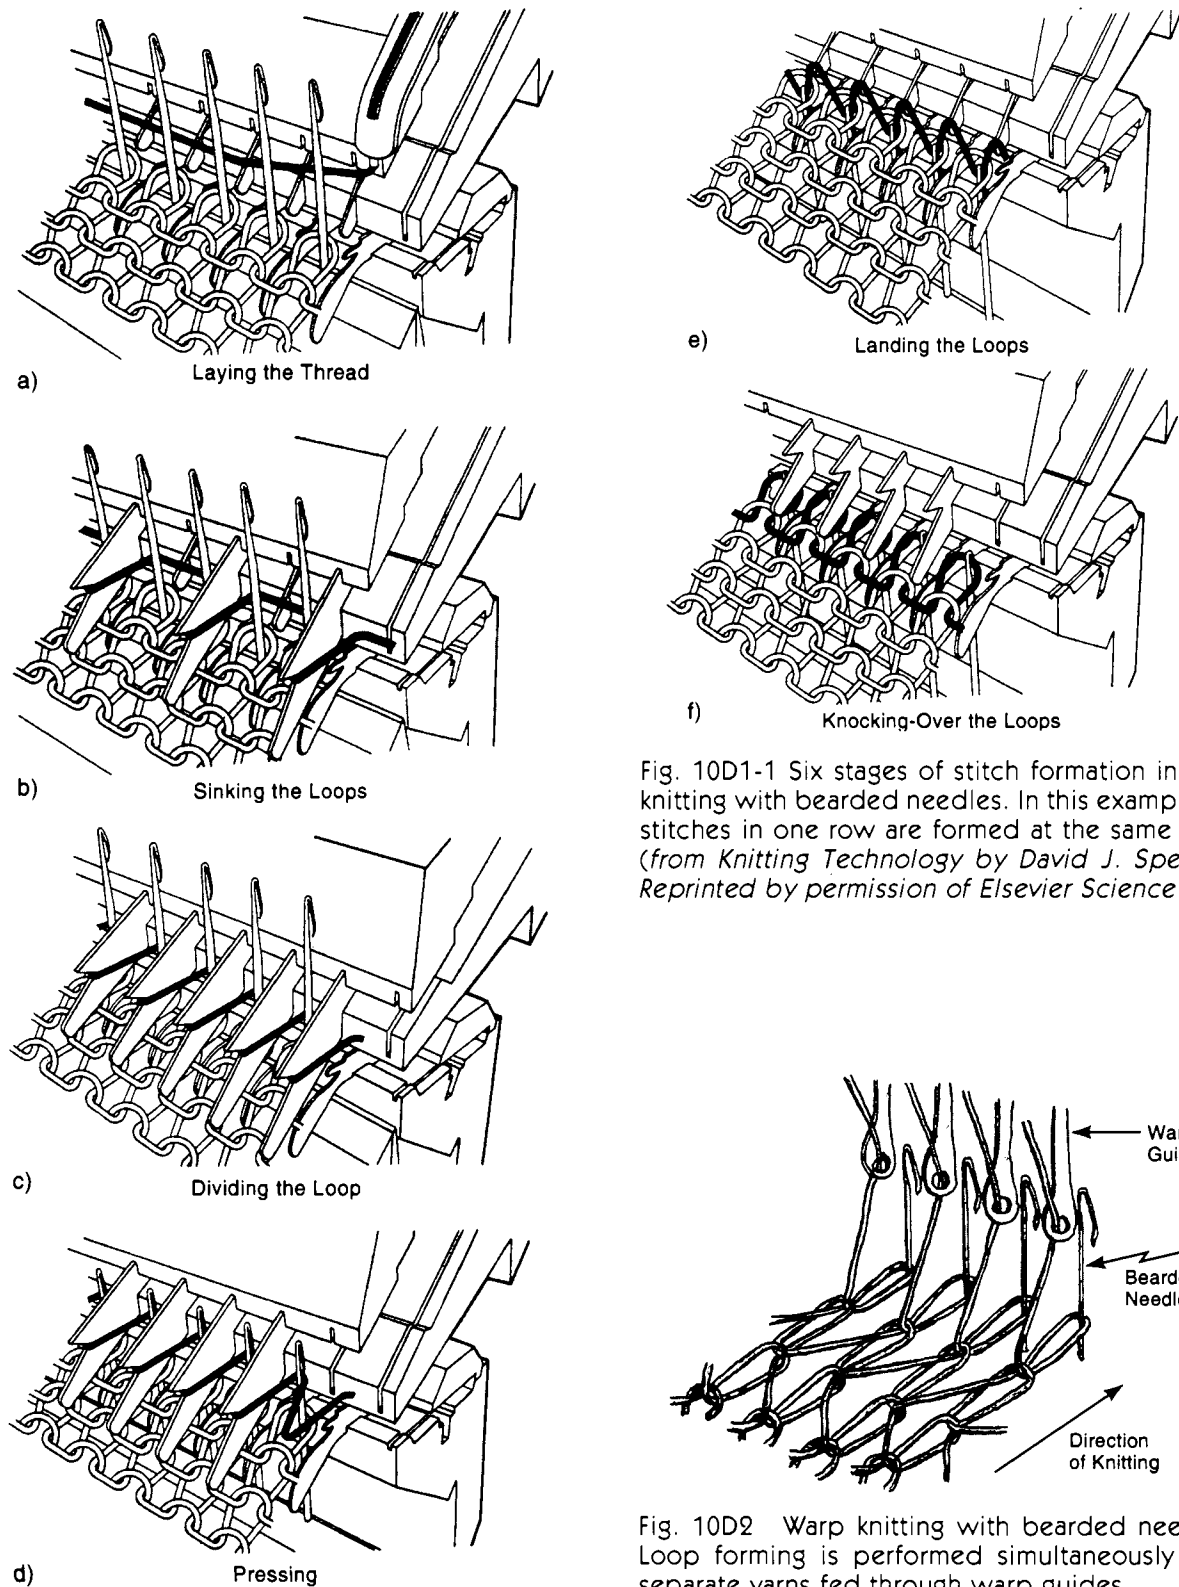 a)
Laying the Thread
b)
Sinking the Loops
c)
Dividing the Loop
d)
Pressing
e)
Landing the Loops
f)
Knocking-Over the Loops
Fig. 10D1-1 Six stages of stitch formation in
knitting with bearded needles. In this examp
stitches in one row are formed at the same
(from Knitting Technology by David J. Spe
Reprinted by permission of Elsevier Science
War
Gui
Beard
Needl
Direction
of Knitting
Fig. 10D2 Warp knitting with bearded nee
Loop forming is performed simultaneously
separate yarns fed through warp guides